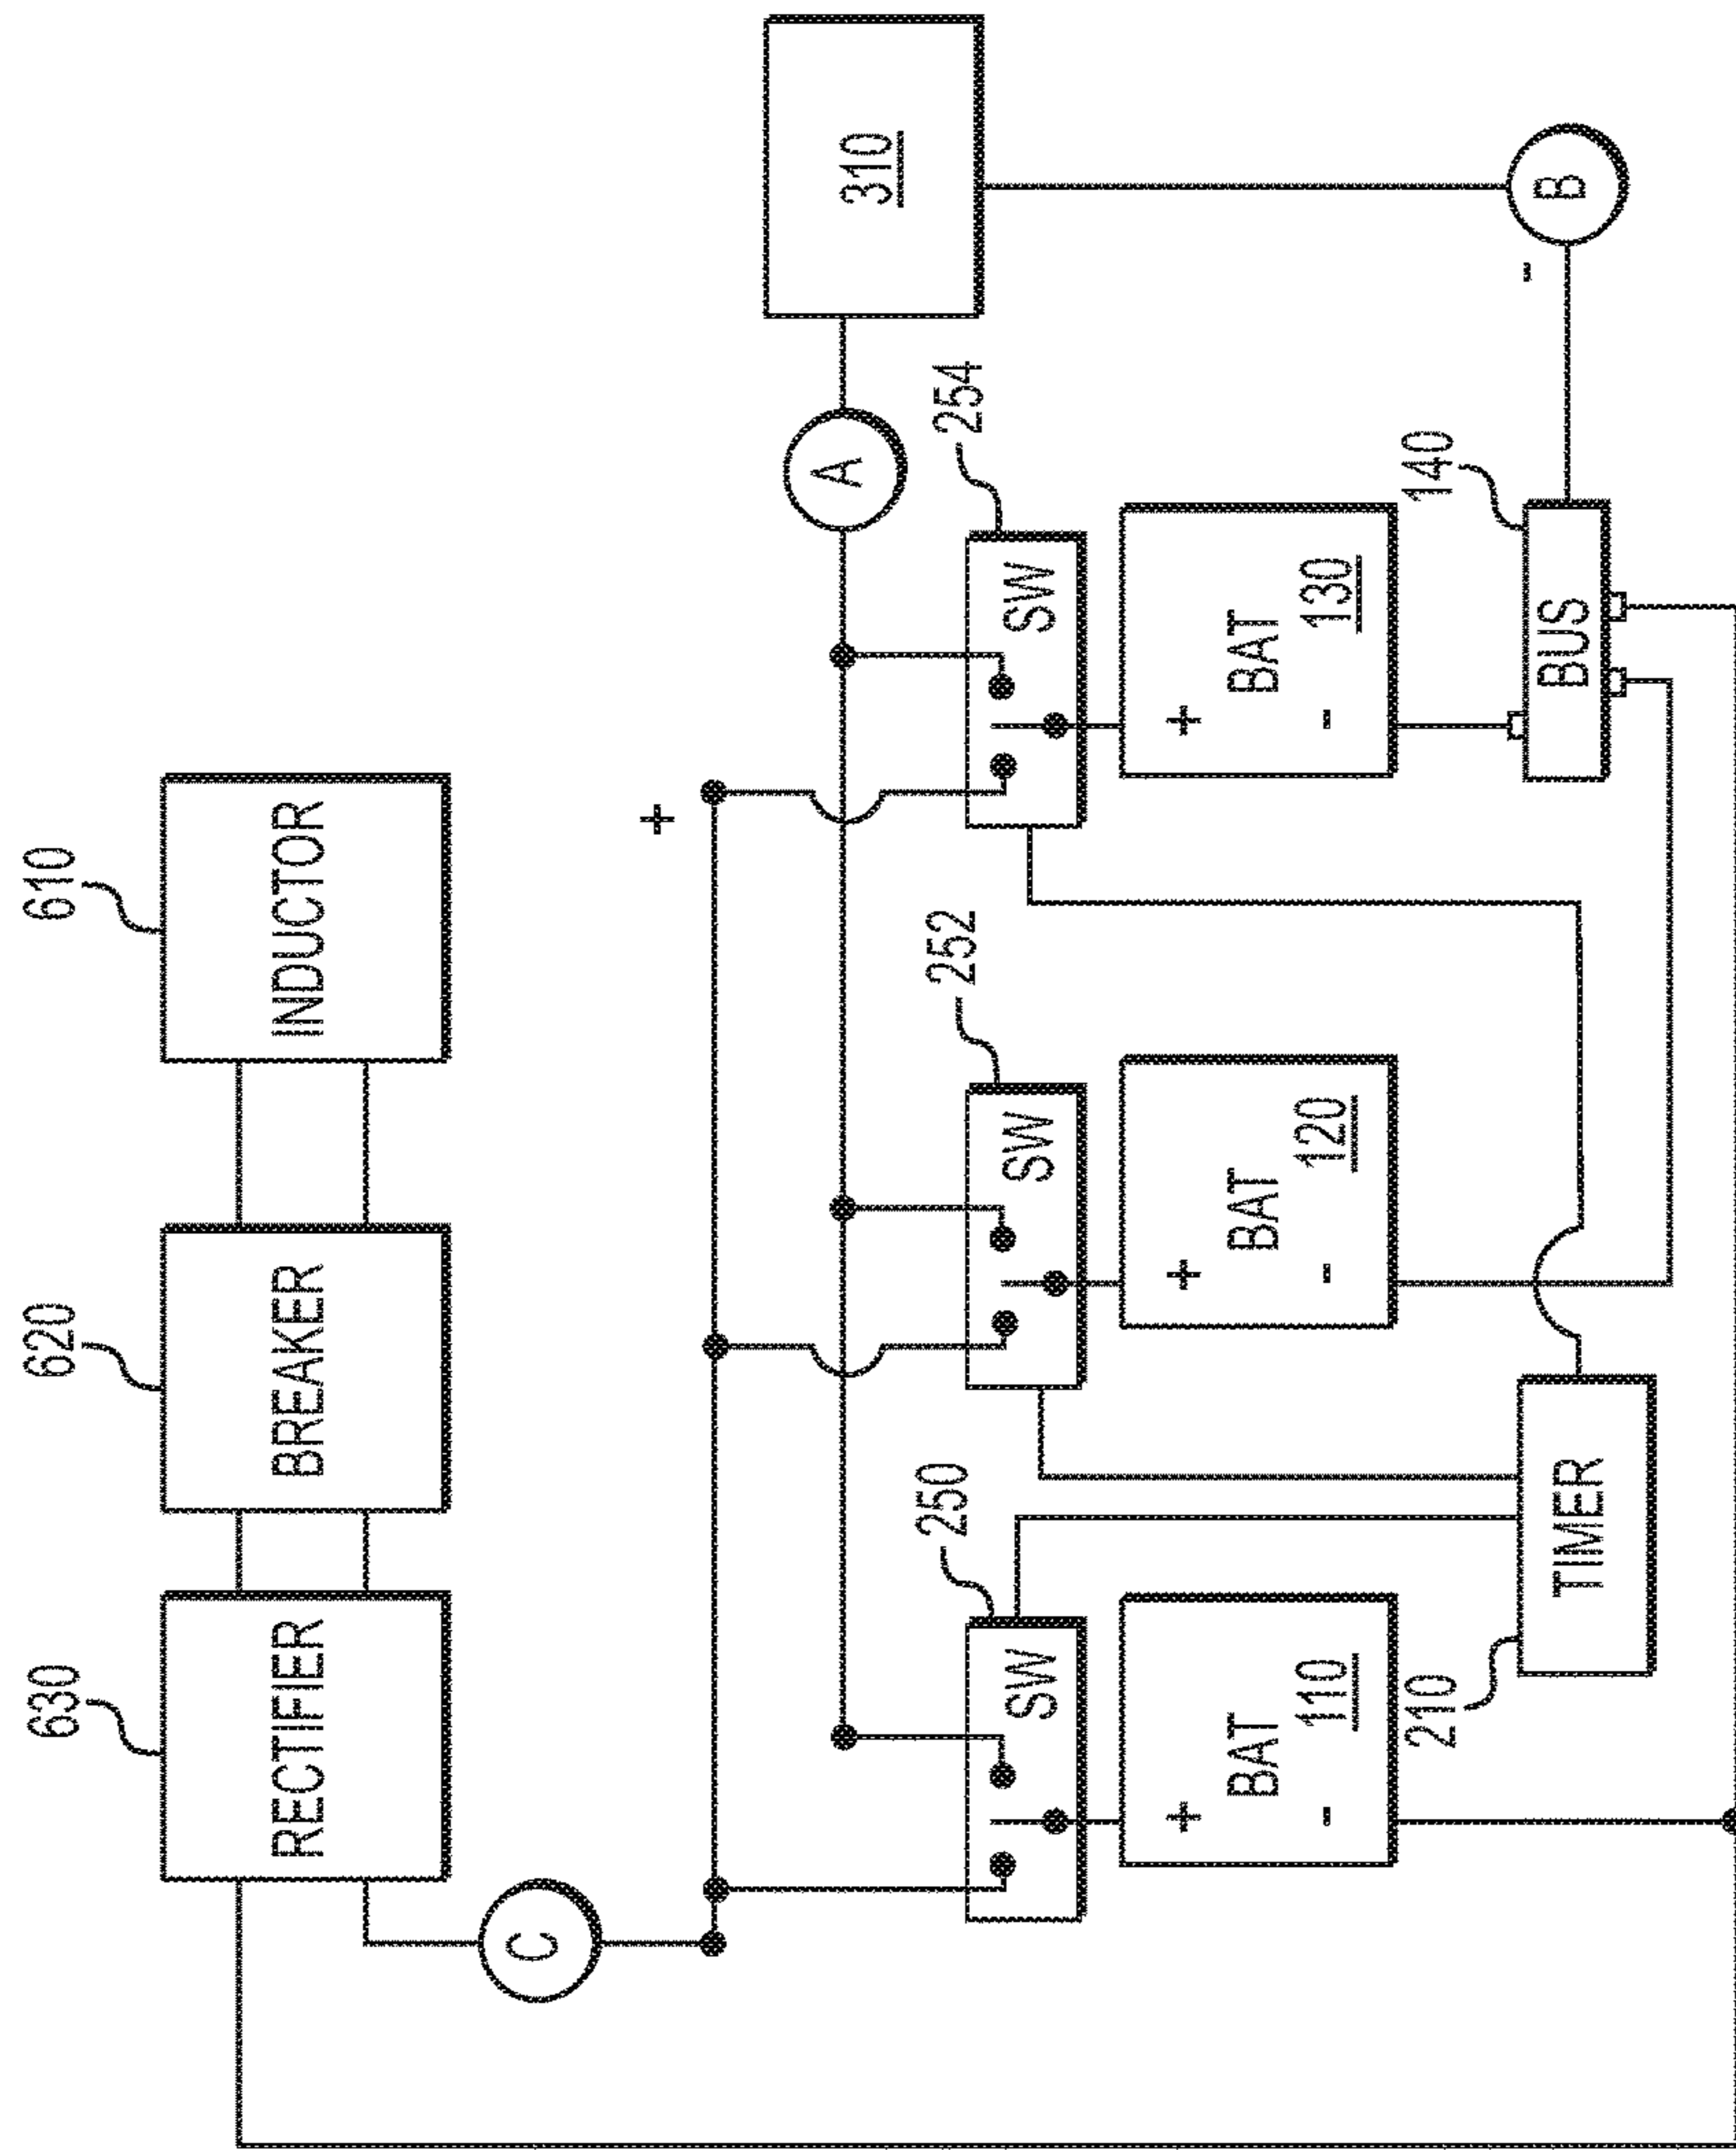 610
620
630
INDUCTOR
BREAKER
RECTIFIER
C
+
310
A
254
252
250
SW
SW
SW
+
BAT
130
-
+
BAT
120
-
+
BAT
110
-
140
BUS
210
TIMER
-
B